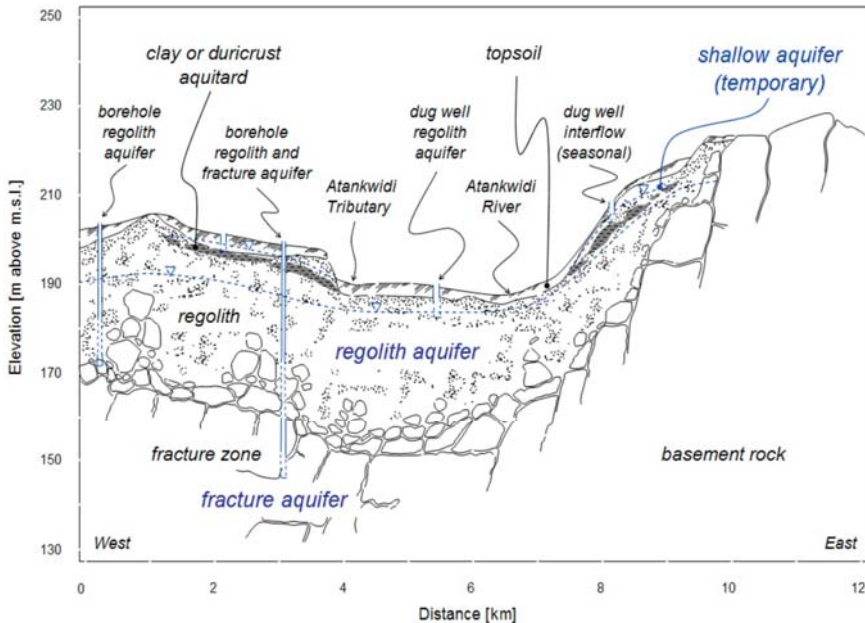 250
230
210
190
170
150
130
Elevation [m above m.s.l.]
clay or duricrust
aquitard
topsoil
shallow aquifer
(temporary)
borehole
regolith
aquifer
borehole
regolith and
fracture aquifer
dug well
regolith
aquifer
dug well
interflow
(seasonal)
Atankwidi
Tributary
Atankwidi
River
regolith
regolith aquifer
fracture zone
basement rock
fracture aquifer
West
East
0
2
4
6
8
10
12
Distance [km]